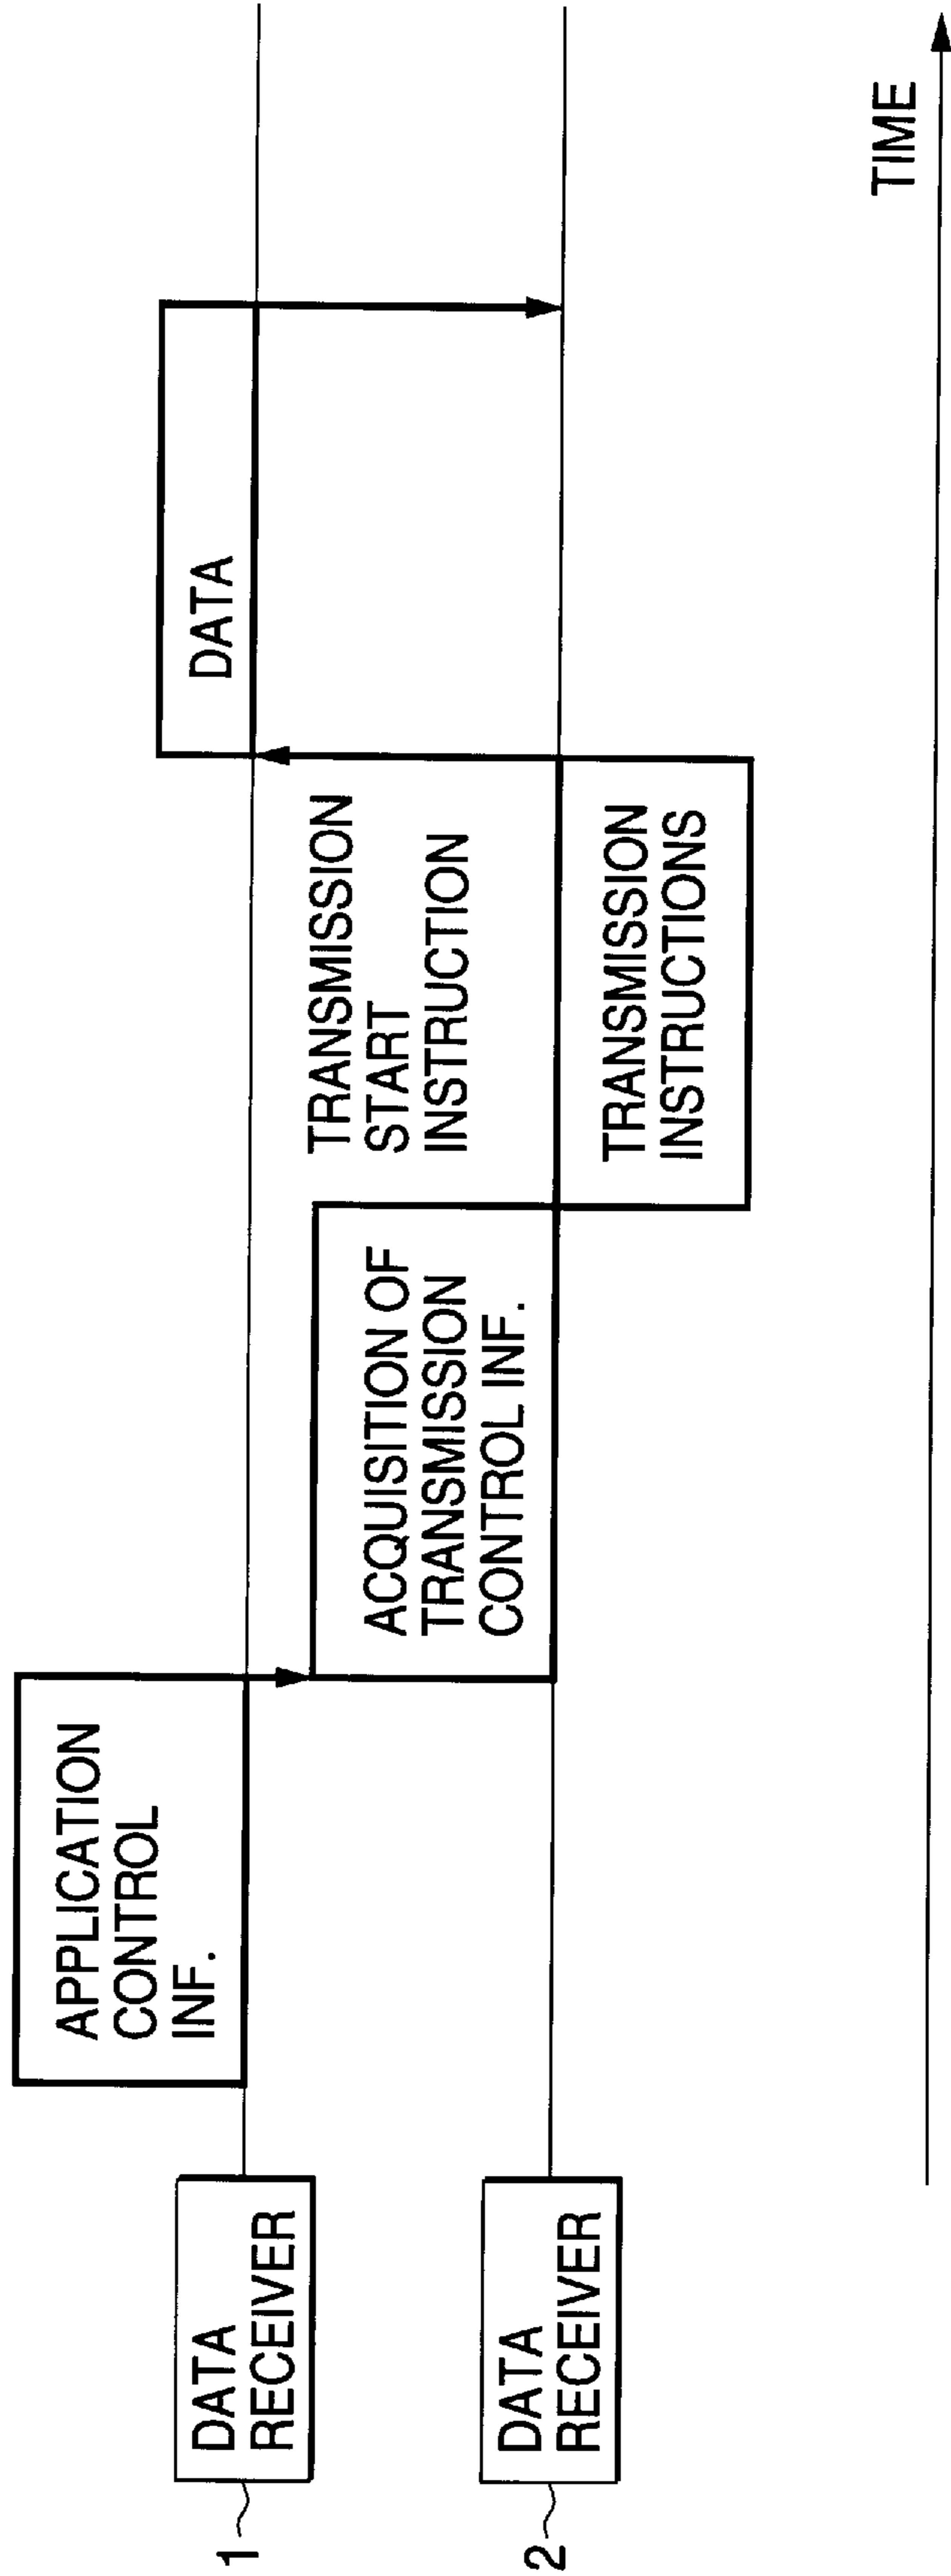 APPLICATION
CONTROL
INF.
DATA
ACQUISITION OF
TRANSMISSION
CONTROL INF.
TRANSMISSION
START
INSTRUCTION
TRANSMISSION
INSTRUCTIONS
1
DATA
RECEIVER
2
DATA
RECEIVER
TIME